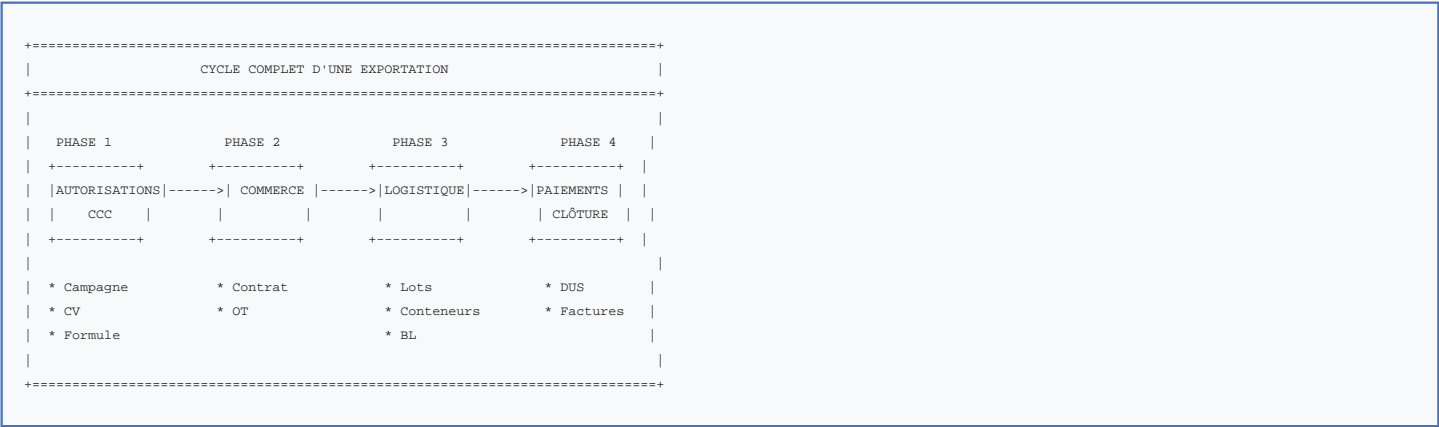 +==============================================================================+
|                     CYCLE COMPLET D'UNE EXPORTATION                          |
+==============================================================================+
|                                                                              |
|   PHASE 1              PHASE 2              PHASE 3              PHASE 4    |
|  +----------+        +----------+         +----------+        +----------+  |
|  |AUTORISATIONS|------>| COMMERCE |------>|LOGISTIQUE|------>|PAIEMENTS |  |
|  |    CCC    |        |          |        |          |        | CLÔTURE  |  |
|  +----------+        +----------+         +----------+        +----------+  |
|                                                                              |
|  * Campagne           * Contrat            * Lots              * DUS        |
|  * CV                 * OT                 * Conteneurs        * Factures   |
|  * Formule                                 * BL                             |
|                                                                              |
+==============================================================================+